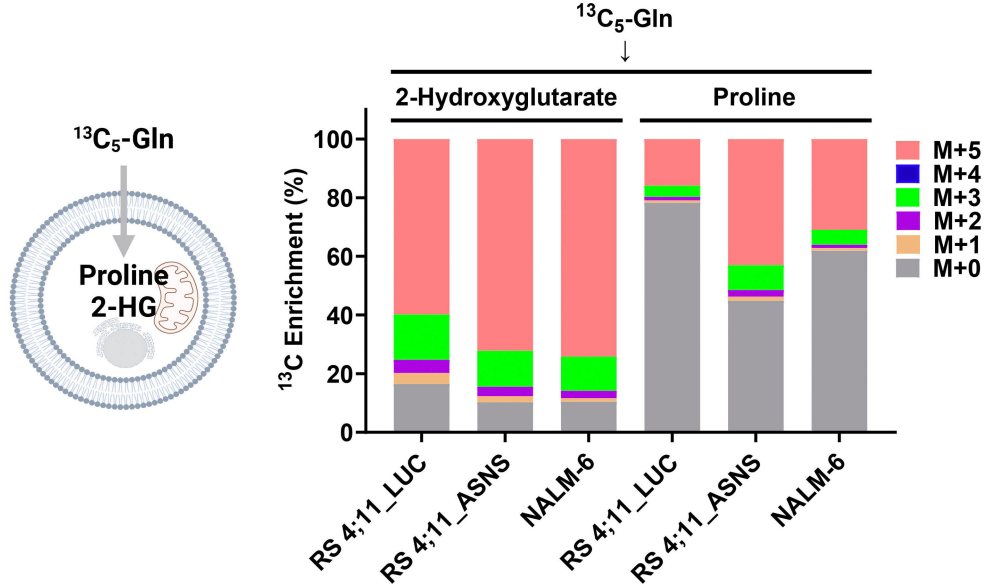 ¹³C₅-Gln
↓
2-Hydroxyglutarate Proline
¹³C₅-Gln
Proline
2-HG
¹³C Enrichment (%)
100
80
60
40
20
0
RS 4;11_LUC
RS 4;11_ASNS
NALM-6
RS 4;11_LUC
RS 4;11_ASNS
NALM-6
M+5
M+4
M+3
M+2
M+1
M+0